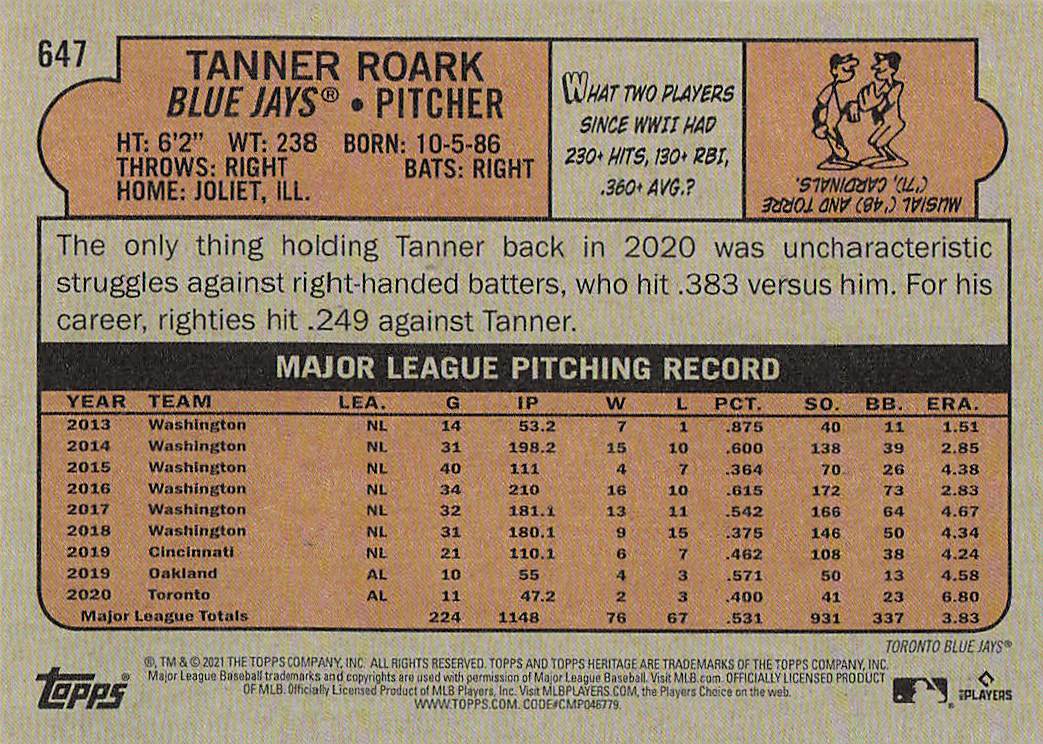 647
TANNER ROARK
BLUE JAYS® • PITCHER
HT: 6'2" WT: 238 BORN: 10-5-86
THROWS: RIGHT BATS: RIGHT
HOME: JOLIET, ILL.
WHAT TWO PLAYERS
SINCE WWII HAD
230+ HITS, 130+ RBI,
.360+ AVG.?
MUSIAL ('48) AND TORRE
('71), CARDINALS.
The only thing holding Tanner back in 2020 was uncharacteristic
struggles against right-handed batters, who hit .383 versus him. For his
career, righties hit .249 against Tanner.
MAJOR LEAGUE PITCHING RECORD
YEAR TEAM LEA. G IP W L PCT. SO. BB. ERA.
2013 Washington NL 14 53.2 7 1 .875 40 11 1.51
2014 Washington NL 31 198.2 15 10 .600 138 39 2.85
2015 Washington NL 40 111 4 7 .364 70 26 4.38
2016 Washington NL 34 210 16 10 .615 172 73 2.83
2017 Washington NL 32 181.1 13 11 .542 166 64 4.67
2018 Washington NL 31 180.1 9 15 .375 146 50 4.34
2019 Cincinnati NL 21 110.1 6 7 .462 108 38 4.24
2019 Oakland AL 10 55 4 3 .571 50 13 4.58
2020 Toronto AL 11 47.2 2 3 .400 41 23 6.80
Major League Totals 224 1148 76 67 .531 931 337 3.83
TORONTO BLUE JAYS®
®, TM & © 2021 THE TOPPS COMPANY, INC. ALL RIGHTS RESERVED. TOPPS AND TOPPS HERITAGE ARE TRADEMARKS OF THE TOPPS COMPANY, INC.
Major League Baseball trademarks and copyrights are used with permission of Major League Baseball. Visit MLB.com. OFFICIALLY LICENSED PRODUCT
OF MLB. Officially Licensed Product of MLB Players, Inc. Visit MLBPLAYERS.COM, the Players Choice on the web.
WWW.TOPPS.COM. CODE#CMP046779.
topps®
PLAYERS